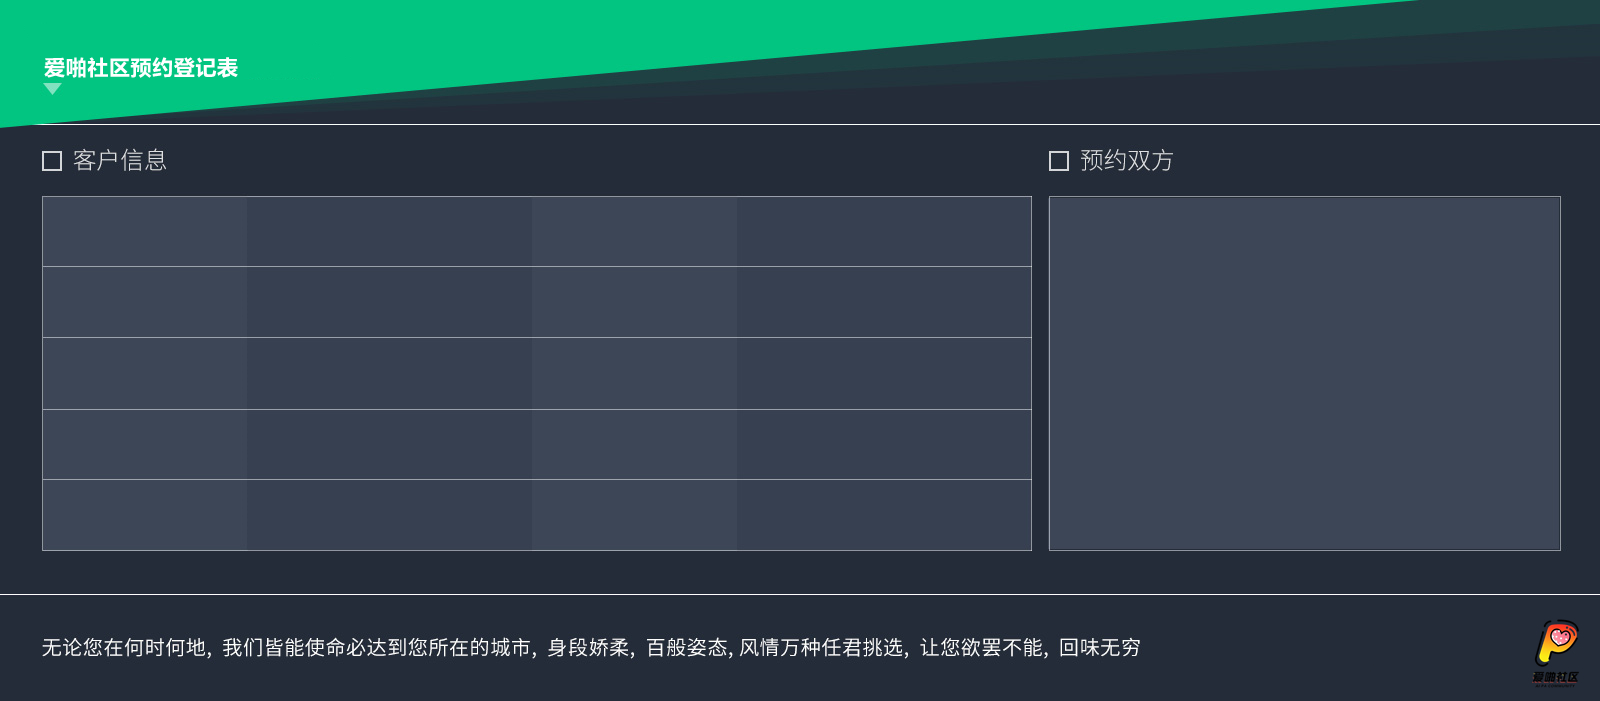 爱啪社区预约登记表
客户信息
预约双方
无论您在何时何地, 我们皆能使命必达到您所在的城市, 身段娇柔, 百般姿态, 风情万种任君挑选, 让您欲罢不能, 回味无穷
爱啪社区